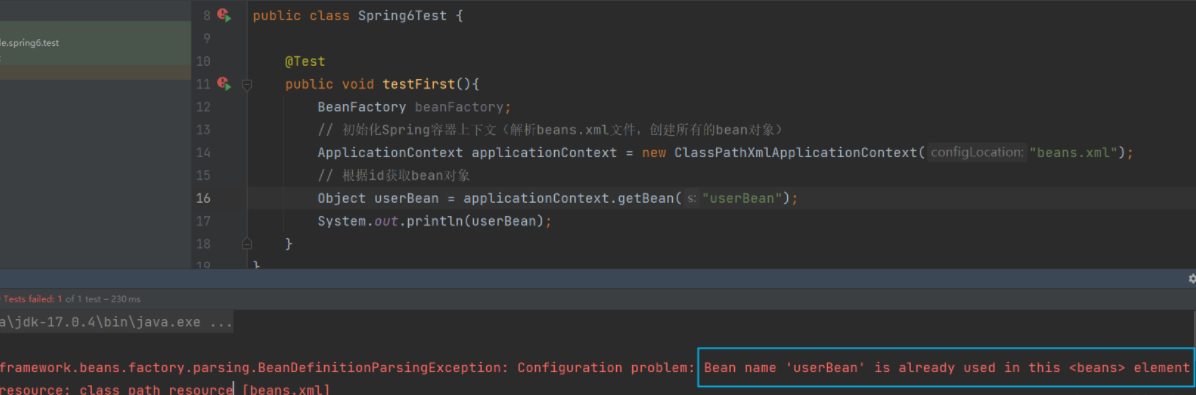 8 public class Spring6Test {
le.spring6.test
9
10 @Test
11 public void testFirst(){
12 BeanFactory beanFactory;
13 // 初始化Spring容器上下文（解析beans.xml文件，创建所有的bean对象）
14 ApplicationContext applicationContext = new ClassPathXmlApplicationContext( configLocation: "beans.xml");
15 // 根据id获取bean对象
16 Object userBean = applicationContext.getBean( s: "userBean");
17 System.out.println(userBean);
18 }
19 }
Tests failed: 1 of 1 test – 230 ms
a\jdk-17.0.4\bin\java.exe ...
framework.beans.factory.parsing.BeanDefinitionParsingException: Configuration problem: Bean name 'userBean' is already used in this <beans> element
resource: class path resource [beans.xml]